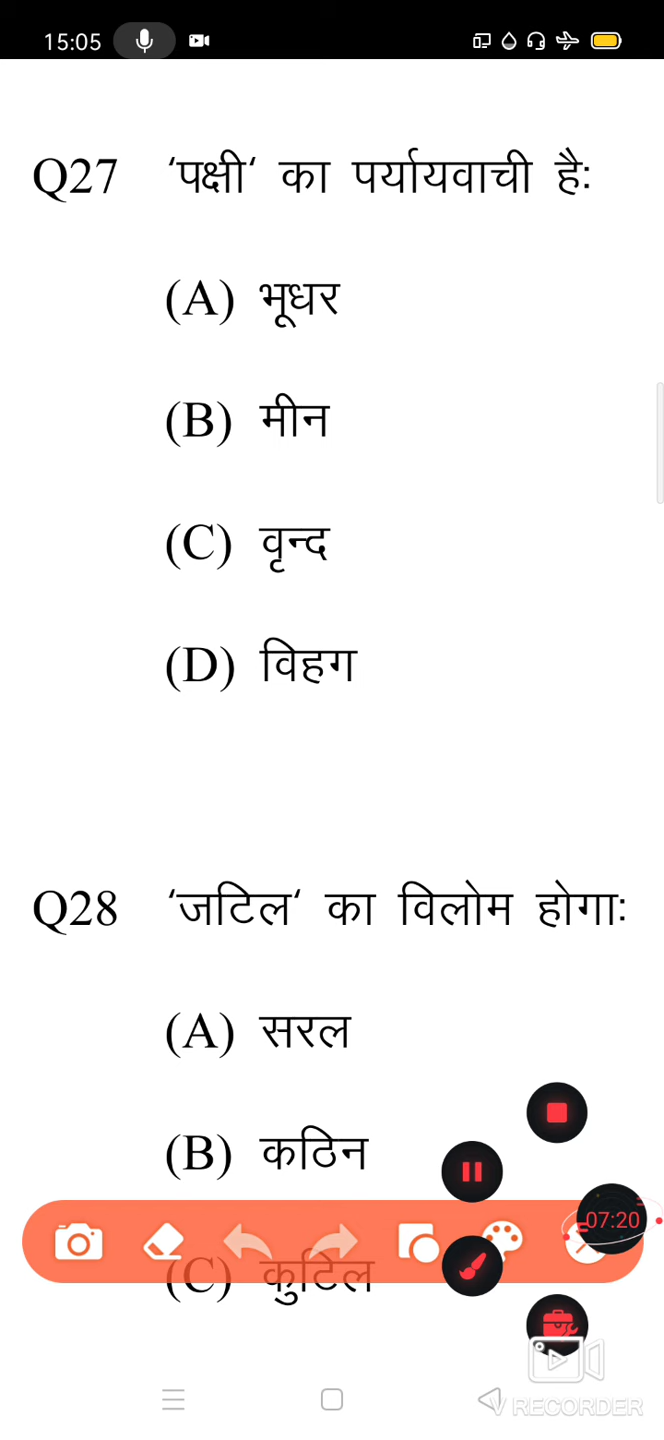 15:05
Q27 ‘पक्षी‘ का पर्यायवाची है:
(A) भूधर
(B) मीन
(C) वृन्द
(D) विहग
Q28 ‘जटिल‘ का विलोम होगा:
(A) सरल
(B) कठिन
07:20
(C) कुटिल
V RECORDER